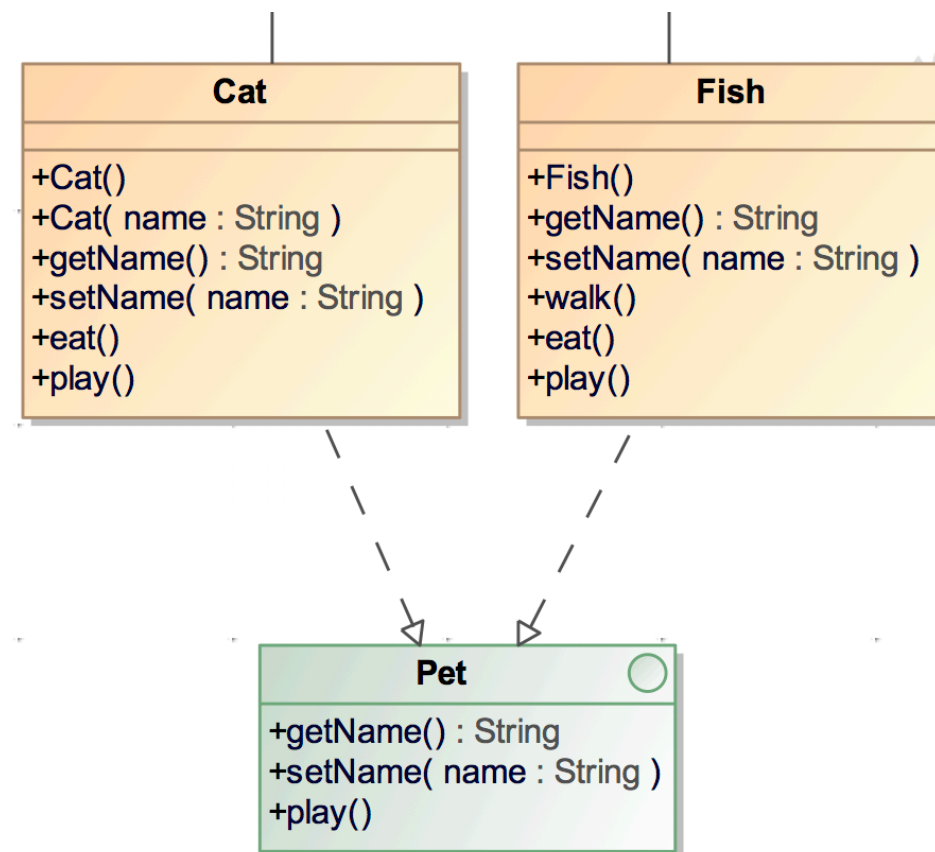 Cat
+Cat()
+Cat( name : String )
+getName() : String
+setName( name : String )
+eat()
+play()
Fish
+Fish()
+getName() : String
+setName( name : String )
+walk()
+eat()
+play()
Pet
+getName() : String
+setName( name : String )
+play()